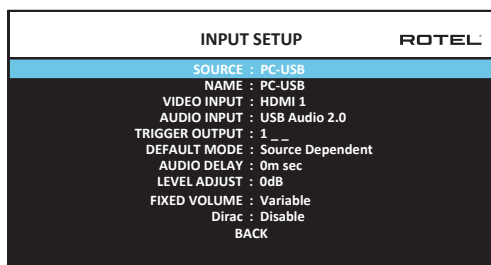 INPUT SETUP ROTEL
SOURCE : PC-USB
NAME : PC-USB
VIDEO INPUT : HDMI 1
AUDIO INPUT : USB Audio 2.0
TRIGGER OUTPUT : 1 _ _
DEFAULT MODE : Source Dependent
AUDIO DELAY : 0m sec
LEVEL ADJUST : 0dB
FIXED VOLUME : Variable
Dirac : Disable
BACK